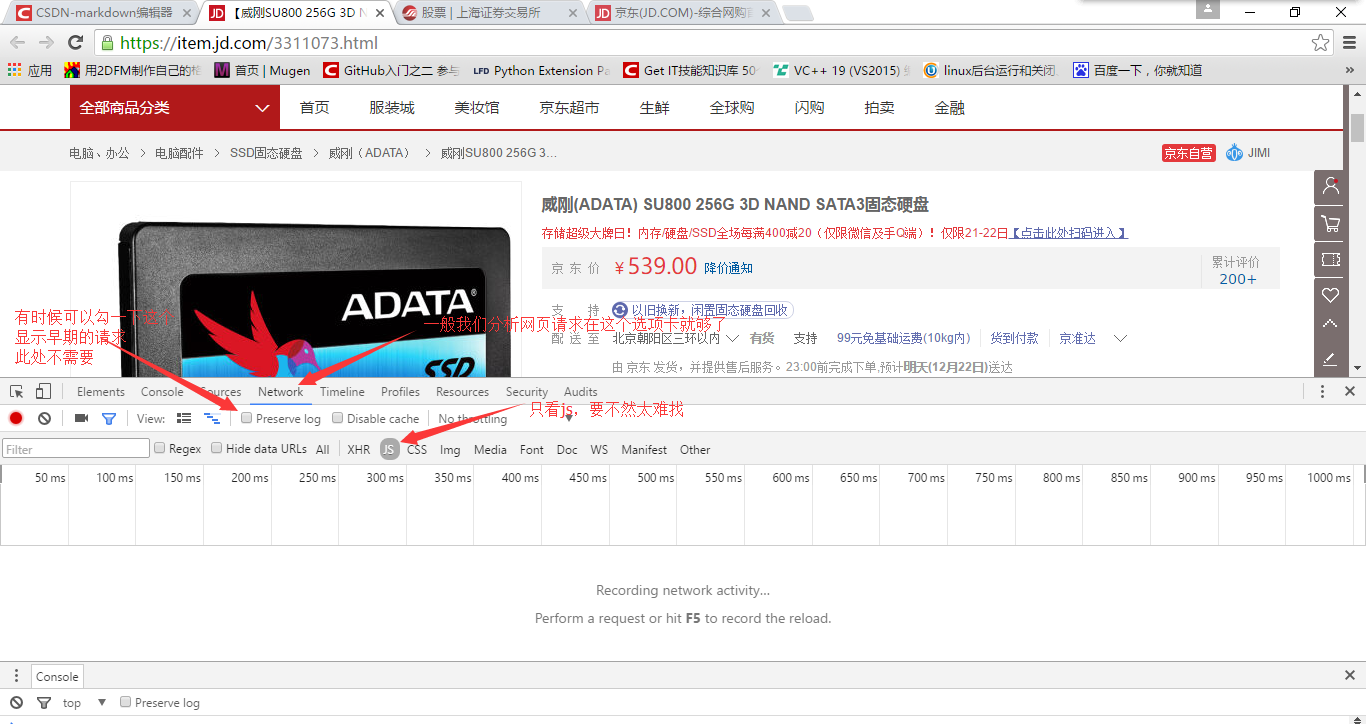 CSDN-markdown编辑器
【威刚SU800 256G 3D N
股票 | 上海证券交易所
京东(JD.COM)-综合网购
https://item.jd.com/3311073.html
应用
用2DFM制作自己的格
首页 | Mugen
GitHub入门之二 参与
LFD Python Extension Pa
Get IT技能知识库 50
VC++ 19 (VS2015)
linux后台运行和关闭
百度一下，你就知道
全部商品分类
首页 服装城 美妆馆 京东超市 生鲜 全球购 闪购 拍卖 金融
电脑、办公 > 电脑配件 > SSD固态硬盘 > 威刚（ADATA） > 威刚SU800 256G 3...
京东自营 JIMI
威刚(ADATA) SU800 256G 3D NAND SATA3固态硬盘
存储超级大牌日！内存/硬盘/SSD全场每满400减20（仅限微信及手Q端）！仅限21-22日【点击此处扫码进入】
京东价 ￥539.00 降价通知
累计评价
200+
支持 以旧换新，闲置固态硬盘回收
配送至 北京朝阳区三环以内 有货 支持 99元免基础运费(10kg内) 货到付款 京准达
由 京东 发货，并提供售后服务。23:00前完成下单,预计明天(12月22日)送达
ADATA
SSD
有时候可以勾一下这个
显示早期的请求
此处不需要
一般我们分析网页请求在这个选项卡就够了
Elements Console Sources Network Timeline Profiles Resources Security Audits
只看js，要不然太难找
View: Preserve log Disable cache No throttling
Filter Regex Hide data URLs All XHR JS CSS Img Media Font Doc WS Manifest Other
50 ms 100 ms 150 ms 200 ms 250 ms 300 ms 350 ms 400 ms 450 ms 500 ms 550 ms 600 ms 650 ms 700 ms 750 ms 800 ms 850 ms 900 ms 950 ms 1000 ms
Recording network activity...
Perform a request or hit F5 to record the reload.
Console
top Preserve log